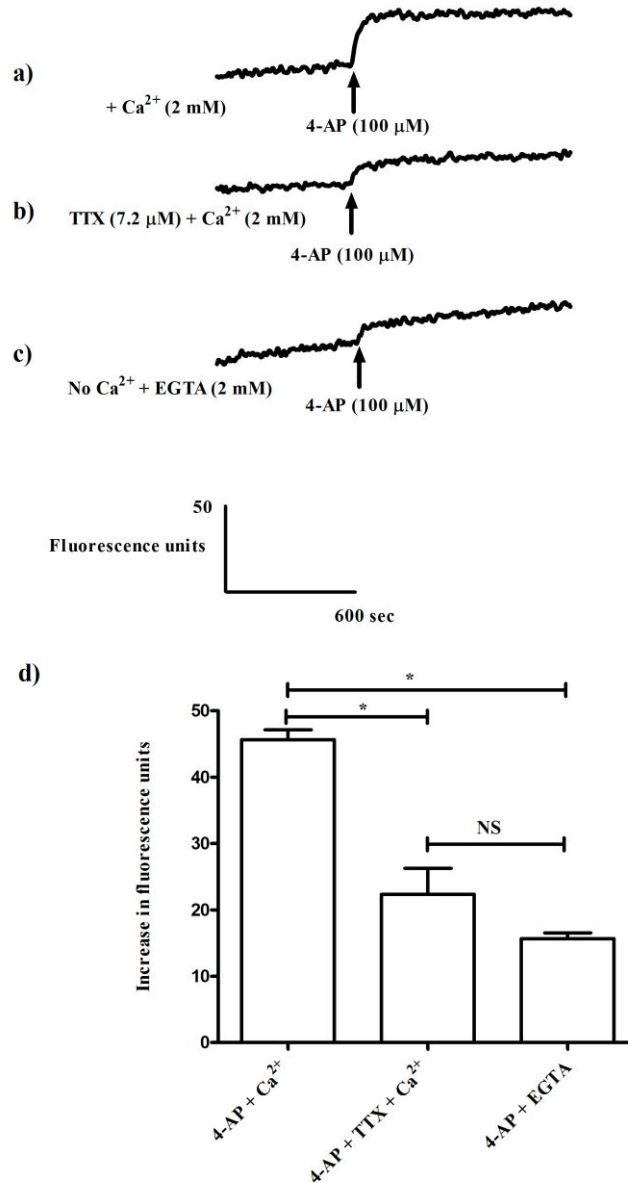 a)
+ Ca²⁺ (2 mM)
4-AP (100 µM)
b)
TTX (7.2 µM) + Ca²⁺ (2 mM)
4-AP (100 µM)
c)
No Ca²⁺ + EGTA (2 mM)
4-AP (100 µM)
50
Fluorescence units
600 sec
d)
*
*
NS
Increase in fluorescence units
50
40
30
20
10
0
4-AP + Ca²⁺
4-AP + TTX + Ca²⁺
4-AP + EGTA